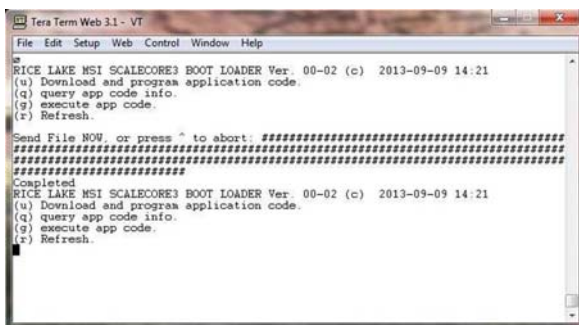 Tera Term Web 3.1 - VT
File Edit Setup Web Control Window Help
RICE LAKE MSI SCALECORE3 BOOT LOADER Ver. 00-02 (c) 2013-09-09 14:21
(u) Download and program application code.
(q) query app code info.
(g) execute app code.
(r) Refresh.
Send File NOW, or press ^ to abort: ############################################
################################################################################
################################################################################
#########################
Completed
RICE LAKE MSI SCALECORE3 BOOT LOADER Ver. 00-02 (c) 2013-09-09 14:21
(u) Download and program application code.
(q) query app code info.
(g) execute app code.
(r) Refresh.